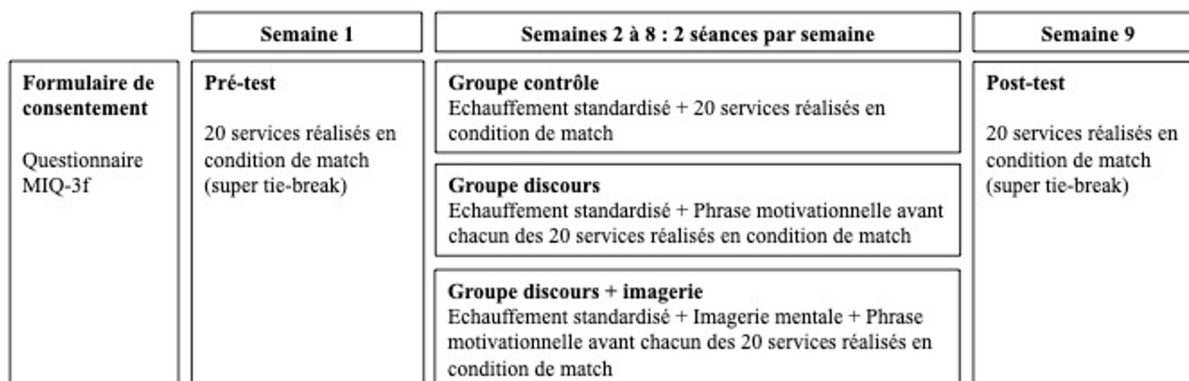 Semaine 1
Semaines 2 à 8 : 2 séances par semaine
Semaine 9
Formulaire de
consentement
Questionnaire
MIQ-3f
Pré-test
20 services réalisés en
condition de match
(super tie-break)
Groupe contrôle
Echauffement standardisé + 20 services réalisés en
condition de match
Groupe discours
Echauffement standardisé + Phrase motivationnelle avant
chacun des 20 services réalisés en condition de match
Groupe discours + imagerie
Echauffement standardisé + Imagerie mentale + Phrase
motivationnelle avant chacun des 20 services réalisés en
condition de match
Post-test
20 services réalisés en
condition de match
(super tie-break)